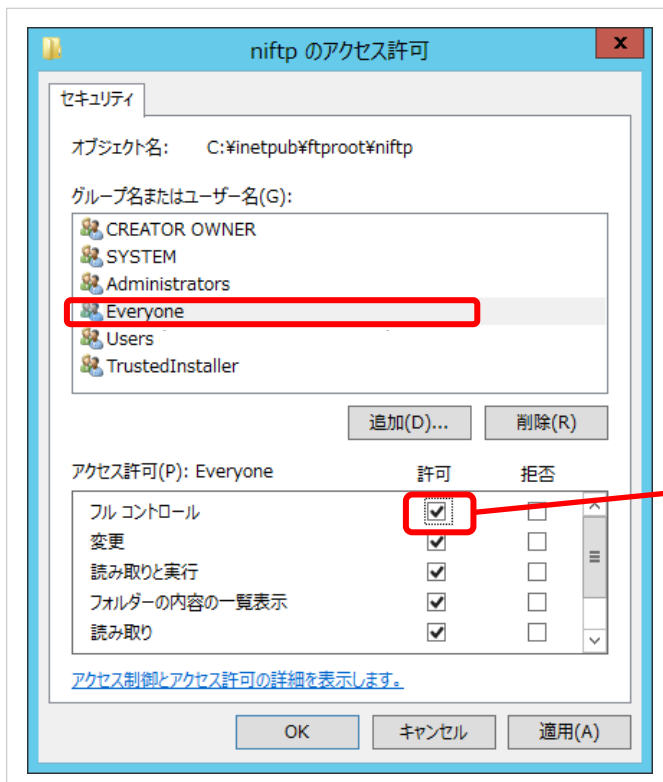 niftp のアクセス許可
x
セキュリティ
オブジェクト名: C:¥inetpub¥ftproot¥niftp
グループ名またはユーザー名(G):
CREATOR OWNER
SYSTEM
Administrators
Everyone
Users
TrustedInstaller
追加(D)... 削除(R)
アクセス許可(P): Everyone 許可 拒否
フル コントロール
変更
読み取りと実行
フォルダーの内容の一覧表示
読み取り
アクセス制御とアクセス許可の詳細を表示します。
OK キャンセル 適用(A)